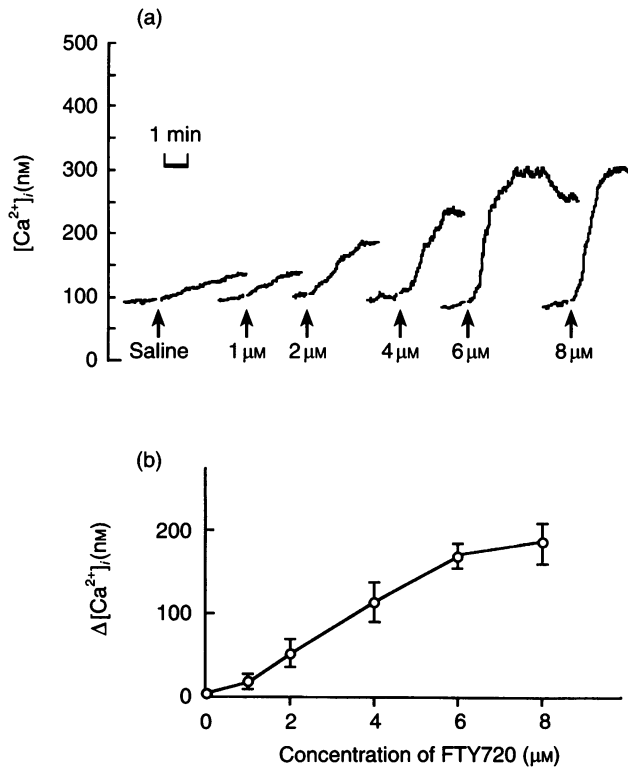 (a)
500
400
300
200
100
0
[Ca²⁺]ᵢ(nM)
1 min
Saline
1 μM
2 μM
4 μM
6 μM
8 μM
(b)
200
100
0
Δ [Ca²⁺]ᵢ(nM)
0 2 4 6 8
Concentration of FTY720 (μM)